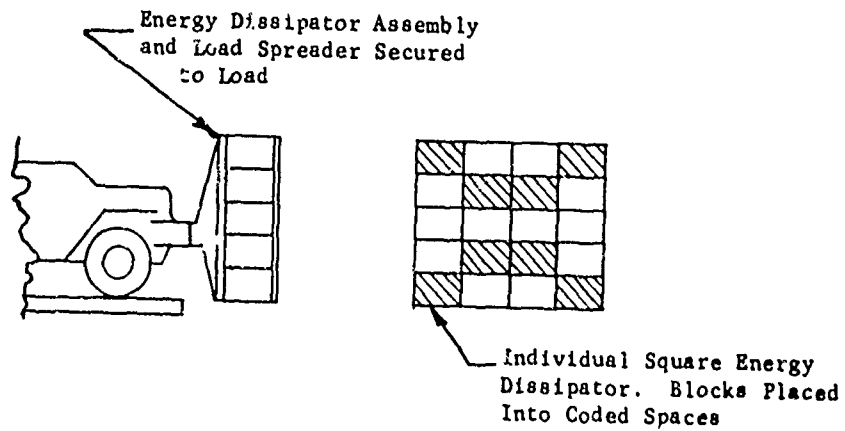 Energy Dissipator Assembly
and Load Spreader Secured
to Load
Individual Square Energy
Dissipator. Blocks Placed
Into Coded Spaces